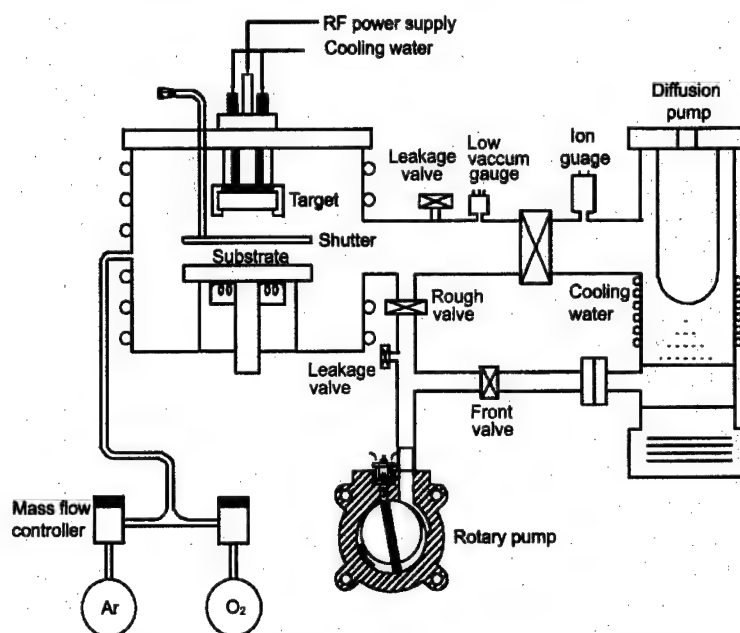 RF power supply
Cooling water
Diffusion
pump
Low
vaccum
gauge
Ion
guage
Leakage
valve
Target
Shutter
Substrate
Rough
valve
Cooling
water
Leakage
valve
Front
valve
Mass flow
controller
Rotary pump
Ar
O₂